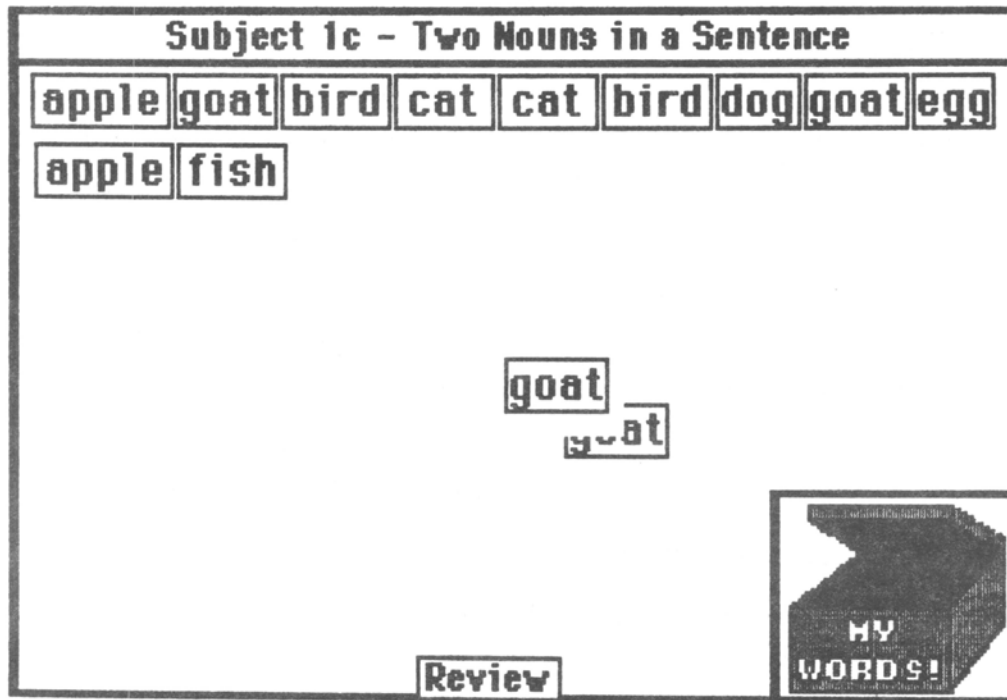 Subject 1c - Two Nouns in a Sentence
apple goat bird cat cat bird dog goat egg
apple fish
goat
goat
MY
WORDS!
Review